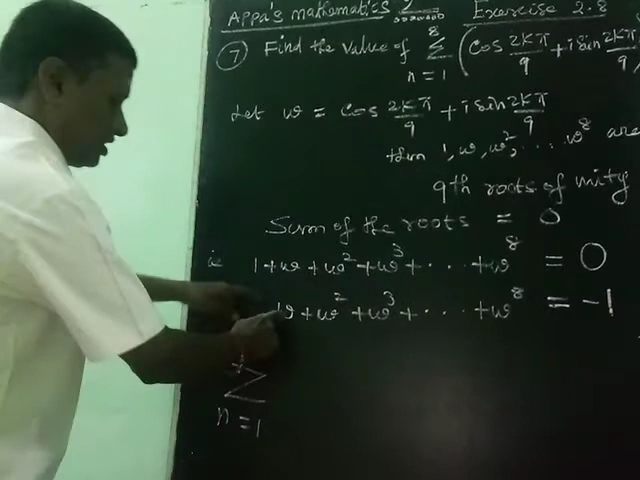 Appa's mathematics Exercise 2.8
7 Find the value of 8 Σ n = 1 (Cos 2Kπ/9 + i sin 2Kπ/9)
Let ω = Cos 2Kπ/9 + i sin 2Kπ/9
then 1, ω, ω², .... ω⁸ are
9th roots of unity
Sum of the roots = 0
ie 1 + ω + ω² + ω³ + .... + ω⁸ = 0
ω + ω² + ω³ + .... + ω⁸ = -1
Σ
n = 1